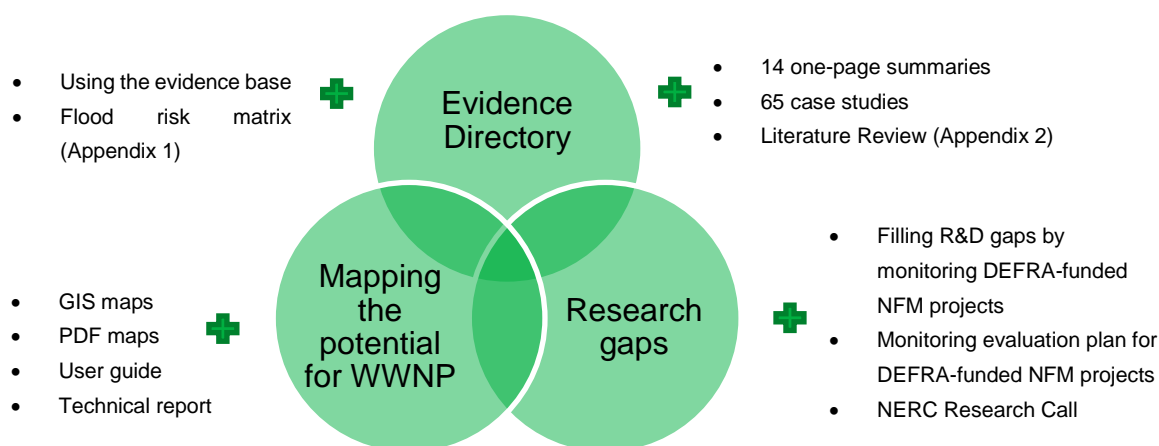 Using the evidence base
Flood risk matrix
(Appendix 1)
Evidence
Directory
14 one-page summaries
65 case studies
Literature Review (Appendix 2)
GIS maps
PDF maps
User guide
Technical report
Mapping
the
potential
for WWNP
Research
gaps
Filling R&D gaps by
monitoring DEFRA-funded
NFM projects
Monitoring evaluation plan for
DEFRA-funded NFM projects
NERC Research Call